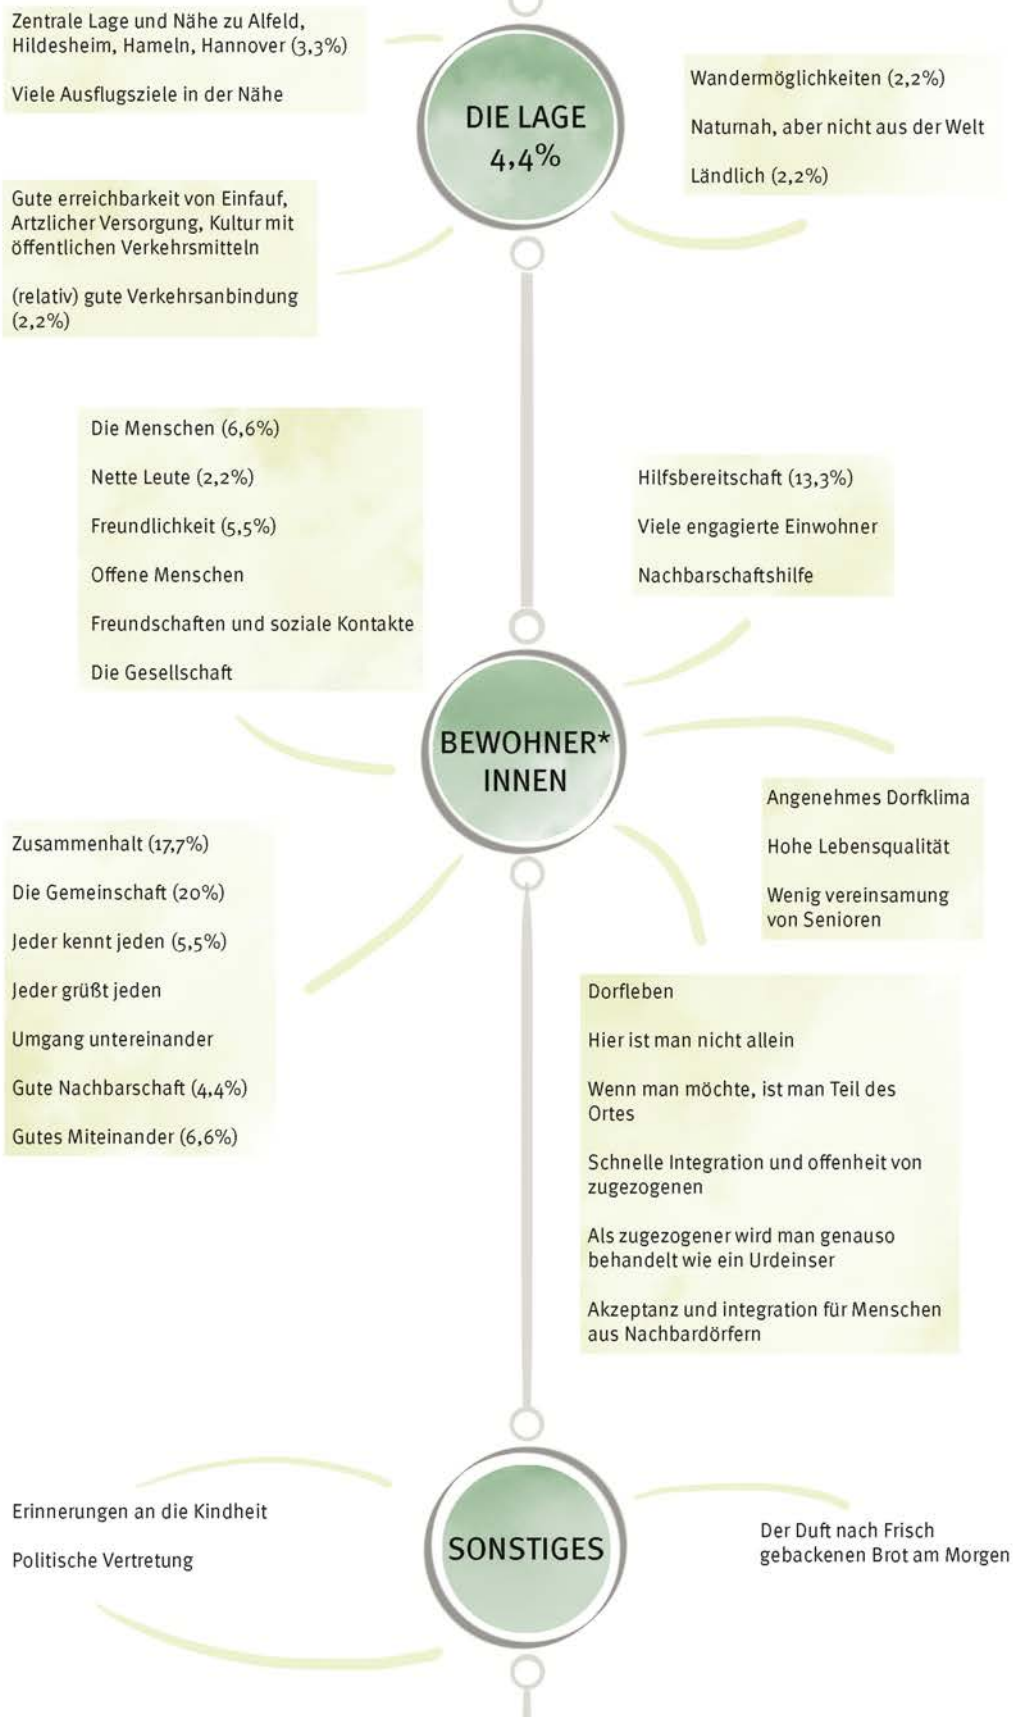 Zentrale Lage und Nähe zu Alfeld,
Hildesheim, Hameln, Hannover (3,3%)
Viele Ausflugsziele in der Nähe
DIE LAGE
4,4%
Wandermöglichkeiten (2,2%)
Naturnah, aber nicht aus der Welt
Ländlich (2,2%)
Gute erreichbarkeit von Einfauf,
Artzlicher Versorgung, Kultur mit
öffentlichen Verkehrsmitteln
(relativ) gute Verkehrsanbindung
(2,2%)
Die Menschen (6,6%)
Nette Leute (2,2%)
Freundlichkeit (5,5%)
Offene Menschen
Freundschaften und soziale Kontakte
Die Gesellschaft
Hilfsbereitschaft (13,3%)
Viele engagierte Einwohner
Nachbarschaftshilfe
BEWOHNER*
INNEN
Angenehmes Dorfklima
Hohe Lebensqualität
Wenig vereinsamung
von Senioren
Zusammenhalt (17,7%)
Die Gemeinschaft (20%)
Jeder kennt jeden (5,5%)
Jeder grüßt jeden
Umgang untereinander
Gute Nachbarschaft (4,4%)
Gutes Miteinander (6,6%)
Dorfleben
Hier ist man nicht allein
Wenn man möchte, ist man Teil des
Ortes
Schnelle Integration und offenheit von
zugezogenen
Als zugezogener wird man genauso
behandelt wie ein Urdeinser
Akzeptanz und integration für Menschen
aus Nachbardörfern
Erinnerungen an die Kindheit
Politische Vertretung
SONSTIGES
Der Duft nach Frisch
gebackenen Brot am Morgen